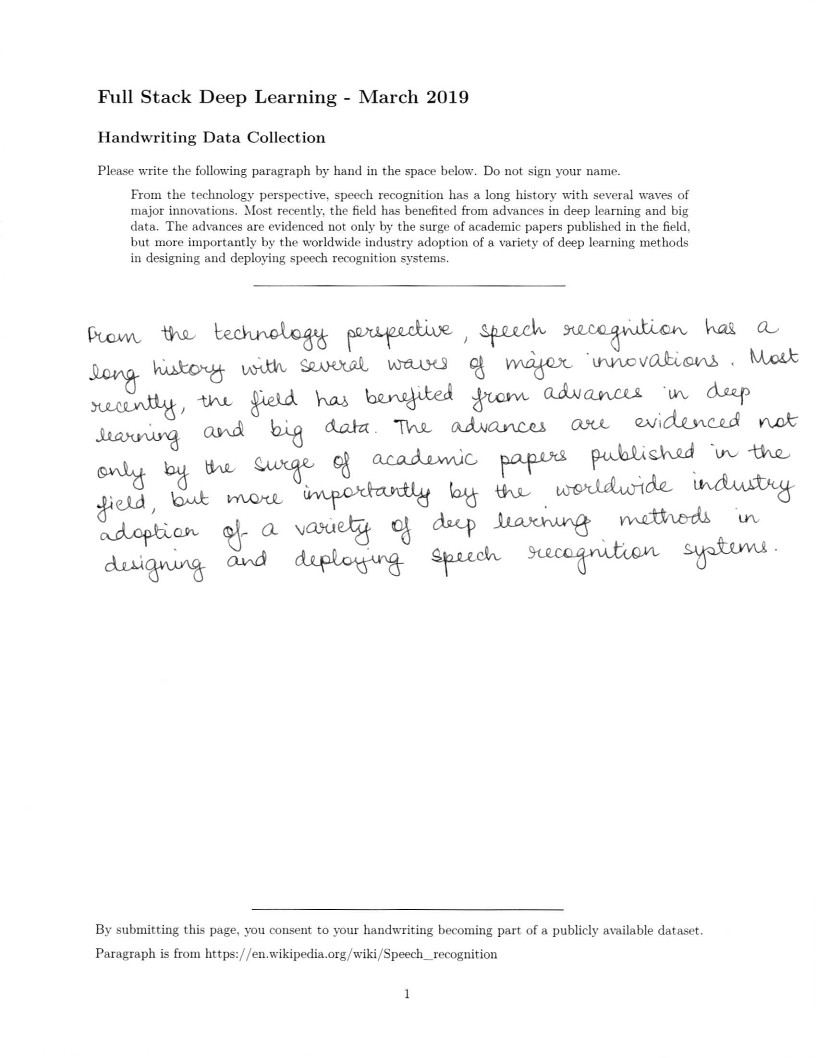 Full Stack Deep Learning - March 2019
Handwriting Data Collection
Please write the following paragraph by hand in the space below. Do not sign your name.
From the technology perspective, speech recognition has a long history with several waves of
major innovations. Most recently, the field has benefited from advances in deep learning and big
data. The advances are evidenced not only by the surge of academic papers published in the field,
but more importantly by the worldwide industry adoption of a variety of deep learning methods
in designing and deploying speech recognition systems.
From the technology perspective, speech recognition has a
long history with several waves of major innovations. Most
recently, the field has benefited from advances in deep
learning and big data. The advances are evidenced not
only by the surge of academic papers published in the
field, but more importantly by the worldwide industry
adoption of a variety of deep learning methods in
designing and deploying speech recognition systems.
By submitting this page, you consent to your handwriting becoming part of a publicly available dataset.
Paragraph is from https://en.wikipedia.org/wiki/Speech_recognition
1